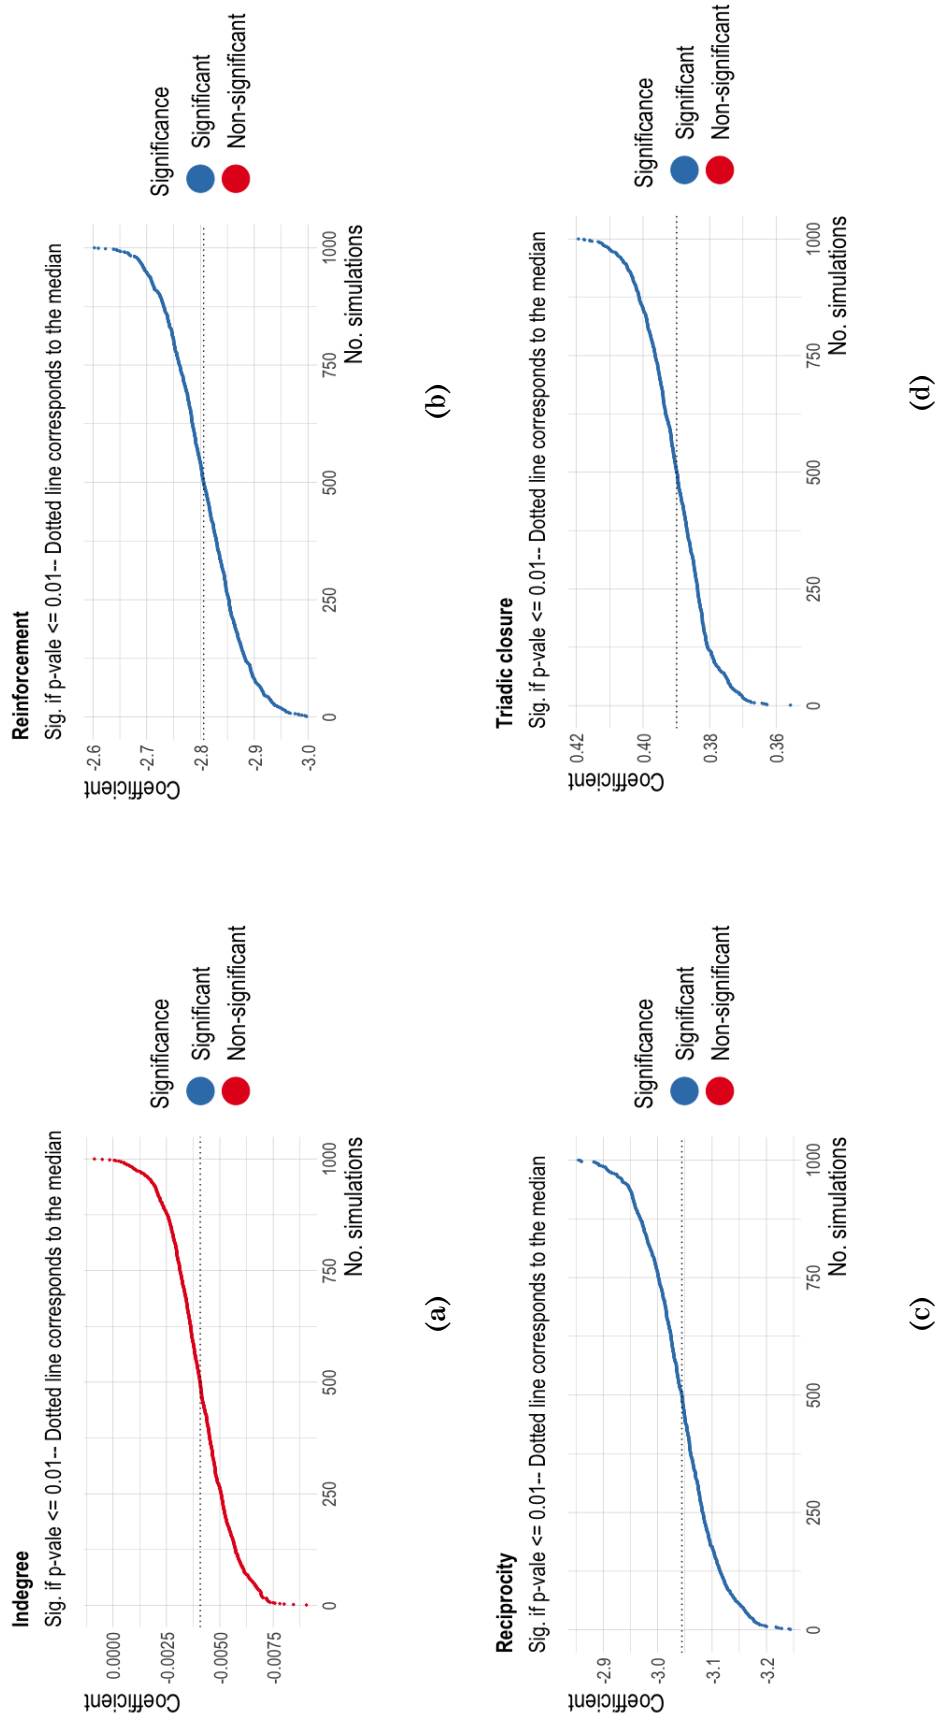 Indegree
Sig. if p-vale <= 0.01-- Dotted line corresponds to the median
Coefficient
0.0000
-0.0025
-0.0050
-0.0075
0
250
500
750
1000
No. simulations
Significance
Significant
Non-significant
(a)
Reinforcement
Sig. if p-vale <= 0.01-- Dotted line corresponds to the median
Coefficient
-2.6
-2.7
-2.8
-2.9
-3.0
0
250
500
750
1000
No. simulations
Significance
Significant
Non-significant
(b)
Reciprocity
Sig. if p-vale <= 0.01-- Dotted line corresponds to the median
Coefficient
-2.9
-3.0
-3.1
-3.2
0
250
500
750
1000
No. simulations
Significance
Significant
Non-significant
(c)
Triadic closure
Sig. if p-vale <= 0.01-- Dotted line corresponds to the median
Coefficient
0.42
0.40
0.38
0.36
0
250
500
750
1000
No. simulations
Significance
Significant
Non-significant
(d)